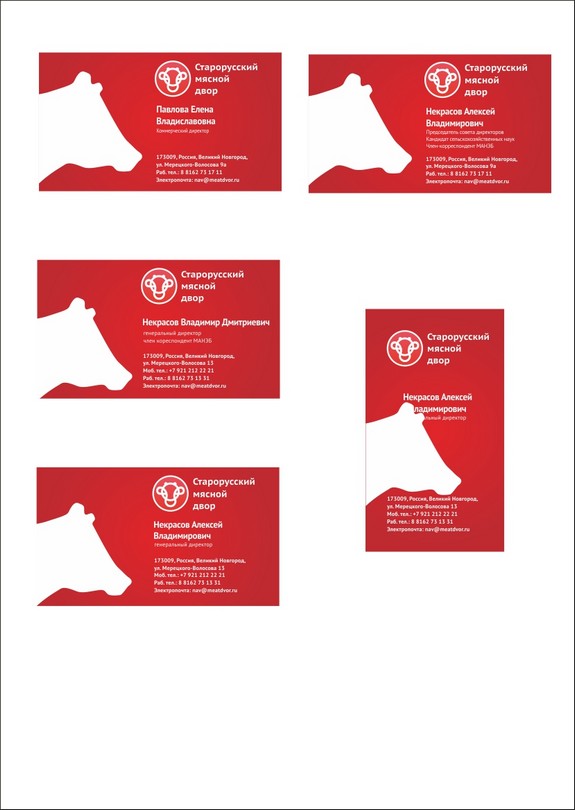 Старорусский
мясной
двор
Павлова Елена
Владиславовна
Коммерческий директор
173009, Россия, Великий Новгород,
ул. Мерецкого-Волосова 9а
Раб. тел.: 8 8162 73 17 11
Электропочта: nav@meatdvor.ru
Старорусский
мясной
двор
Некрасов Алексей
Владимирович
Председатель совета директоров
Кандидат сельскохозяйственных наук
Член-корреспондент МАНЭБ
173009, Россия, Великий Новгород,
ул. Мерецкого-Волосова 9а
Раб. тел.: 8 8162 73 17 11
Электропочта: nav@meatdvor.ru
Старорусский
мясной
двор
Некрасов Владимир Дмитриевич
генеральный директор
член кореспондент МАНЭБ
173009, Россия, Великий Новгород,
ул. Мерецкого-Волосова 13
Моб. тел.: +7 921 212 22 21
Раб. тел.: 8 8162 73 13 31
Электропочта: nav@meatdvor.ru
Старорусский
мясной
двор
Некрасов Алексей
ладимирович
льный директор
173009, Россия, Великий Новгород,
ул. Мерецкого-Волосова 13
Моб. тел.: +7 921 212 22 21
Раб. тел.: 8 8162 73 13 31
Электропочта: nav@meatdvor.ru
Старорусский
мясной
двор
Некрасов Алексей
Владимирович
генеральный директор
173009, Россия, Великий Новгород,
ул. Мерецкого-Волосова 13
Моб. тел.: +7 921 212 22 21
Раб. тел.: 8 8162 73 13 31
Электропочта: nav@meatdvor.ru